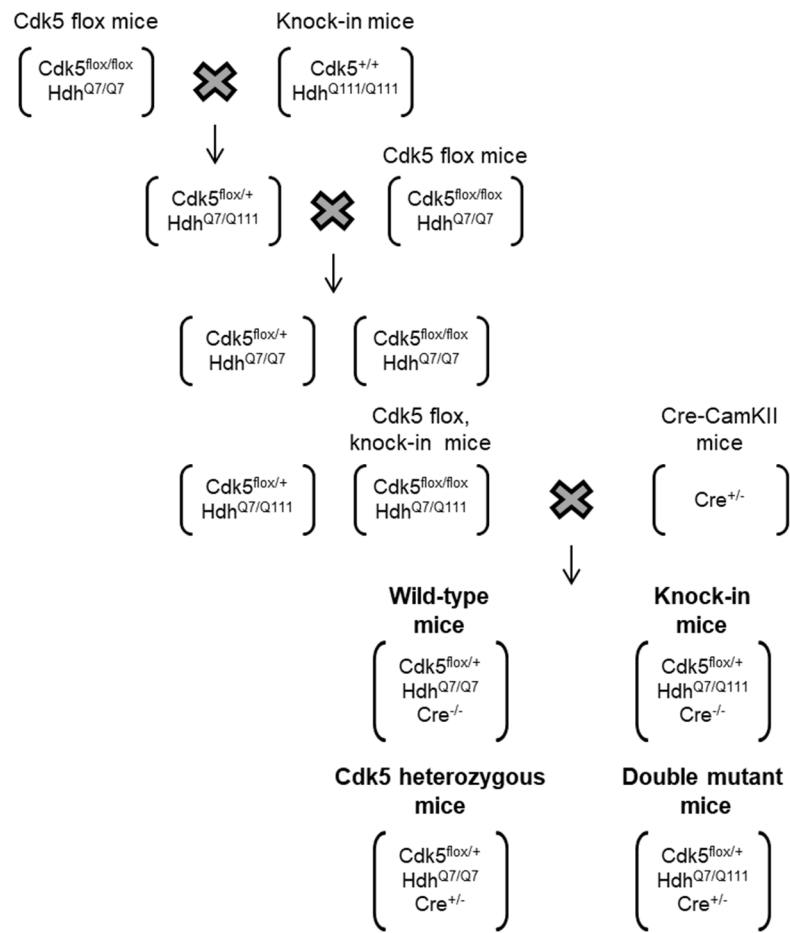 Cdk5 flox mice
Knock-in mice
Cdk5flox/flox
HdhQ7/Q7
Cdk5+/+
HdhQ111/Q111
Cdk5 flox mice
Cdk5flox/+
HdhQ7/Q111
Cdk5flox/flox
HdhQ7/Q7
Cdk5flox/+
HdhQ7/Q7
Cdk5flox/flox
HdhQ7/Q7
Cdk5 flox,
knock-in mice
Cre-CamKII
mice
Cdk5flox/+
HdhQ7/Q111
Cdk5flox/flox
HdhQ7/Q111
Cre+/-
Wild-type
mice
Knock-in
mice
Cdk5flox/+
HdhQ7/Q7
Cre-/-
Cdk5flox/+
HdhQ7/Q111
Cre-/-
Cdk5 heterozygous
mice
Double mutant
mice
Cdk5flox/+
HdhQ7/Q7
Cre+/-
Cdk5flox/+
HdhQ7/Q111
Cre+/-